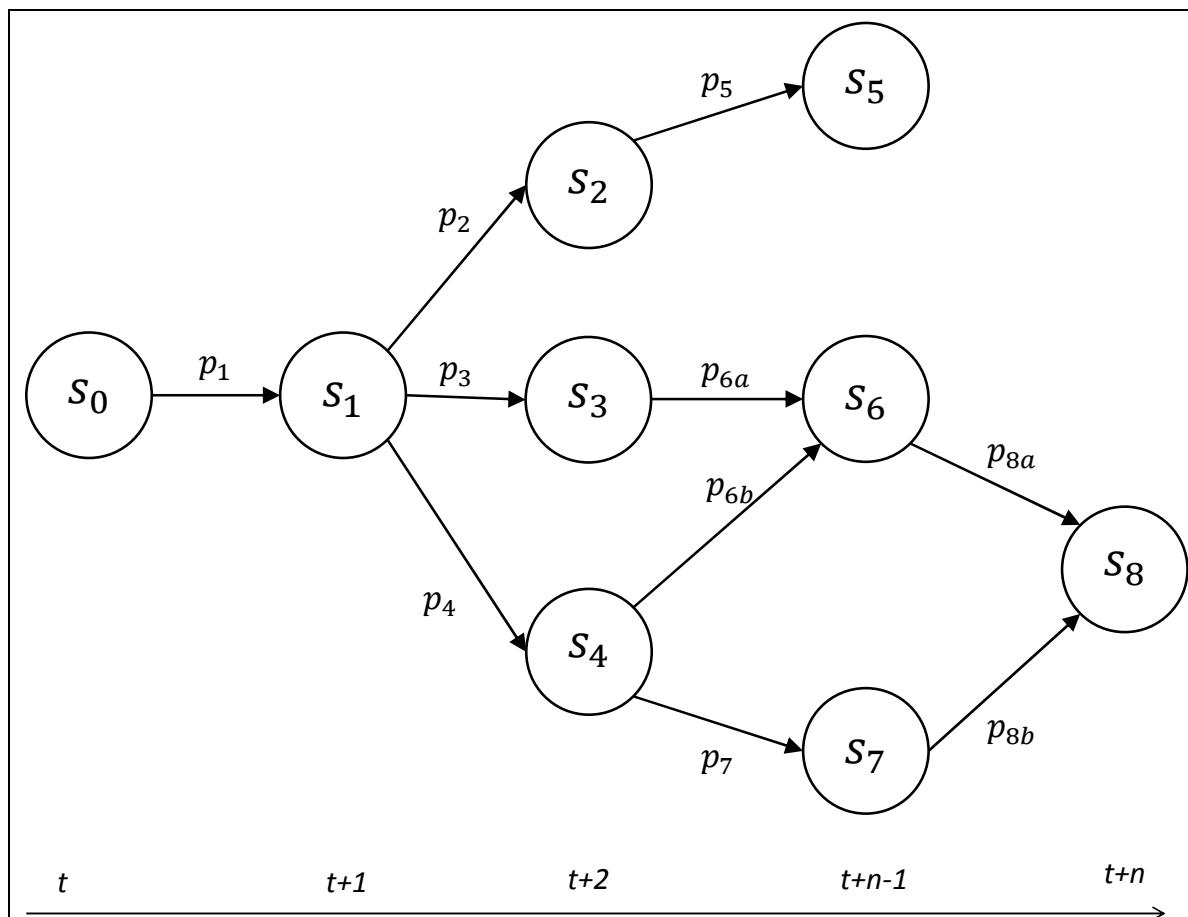 s₅
p₅
s₂
p₂
s₀
p₁
s₁
p₃
s₃
p₆ₐ
s₆
p₈ₐ
p₆b
s₈
p₄
s₄
p₇
s₇
p₈b
t
t+1
t+2
t+n-1
t+n